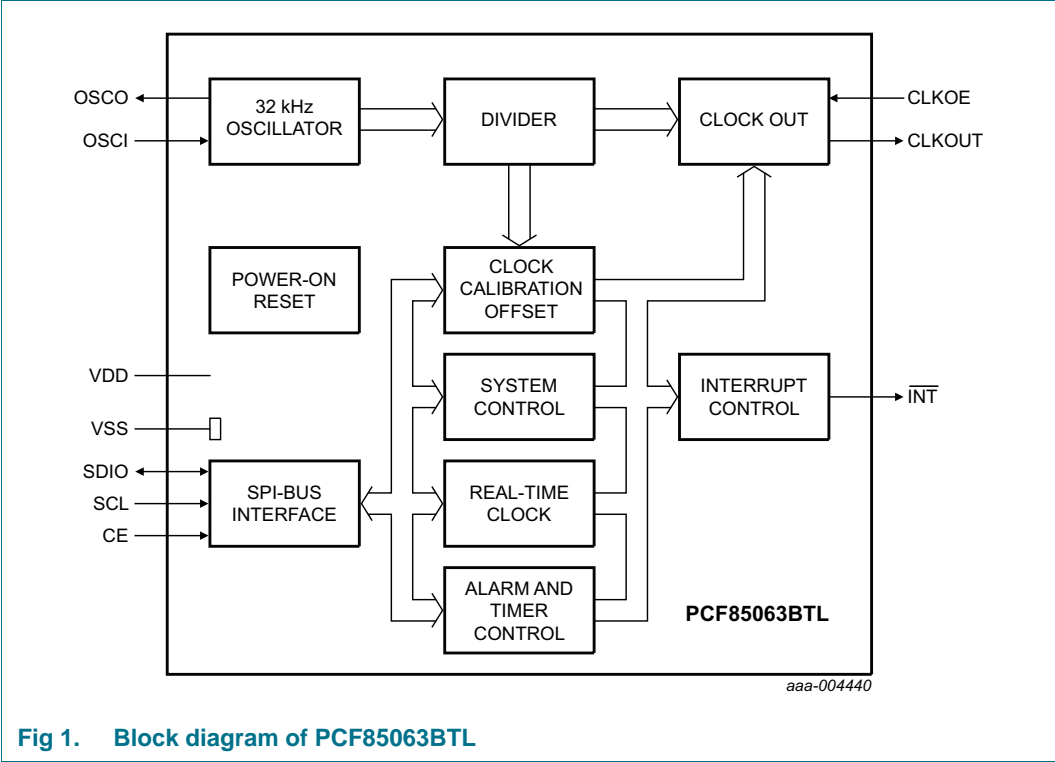 OSCO
OSCI
32 kHz
OSCILLATOR
DIVIDER
CLOCK OUT
CLKOE
CLKOUT
POWER-ON
RESET
CLOCK
CALIBRATION
OFFSET
VDD
VSS
SYSTEM
CONTROL
INTERRUPT
CONTROL
INT
SDIO
SCL
CE
SPI-BUS
INTERFACE
REAL-TIME
CLOCK
ALARM AND
TIMER
CONTROL
PCF85063BTL
aaa-004440
Fig 1. Block diagram of PCF85063BTL